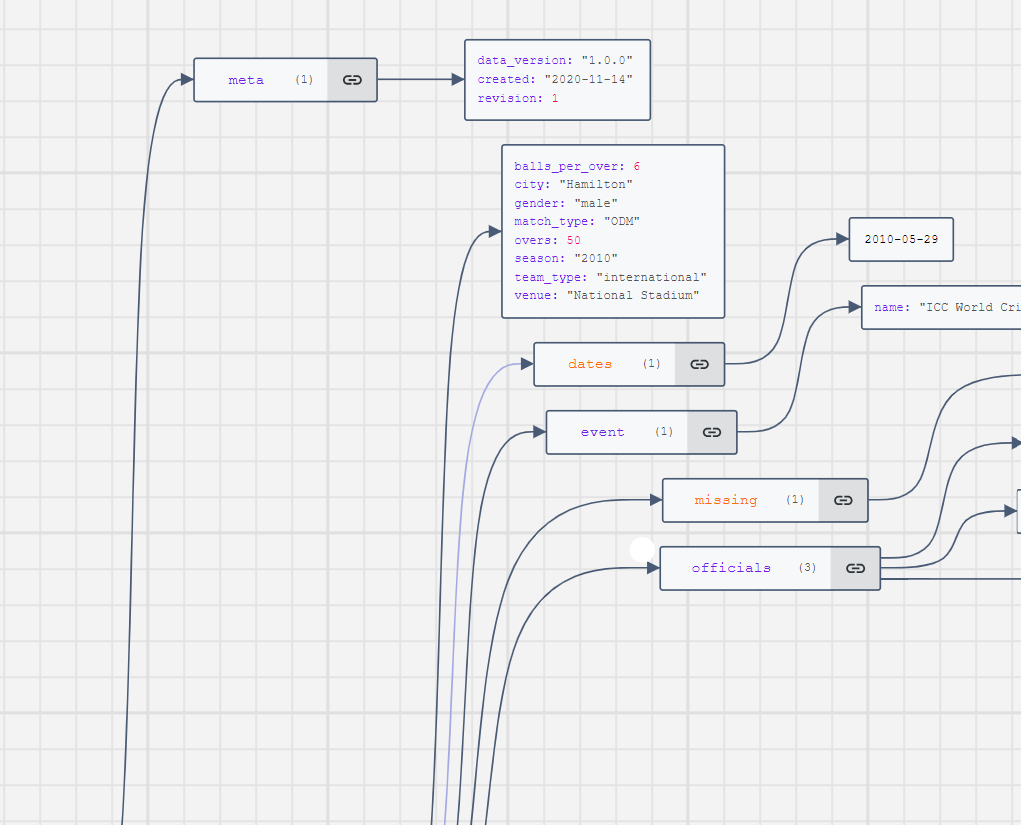 meta (1)
data_version: "1.0.0"
created: "2020-11-14"
revision: 1
balls_per_over: 6
city: "Hamilton"
gender: "male"
match_type: "ODM"
overs: 50
season: "2010"
team_type: "international"
venue: "National Stadium"
2010-05-29
name: "ICC World Cri
dates (1)
event (1)
missing (1)
officials (3)